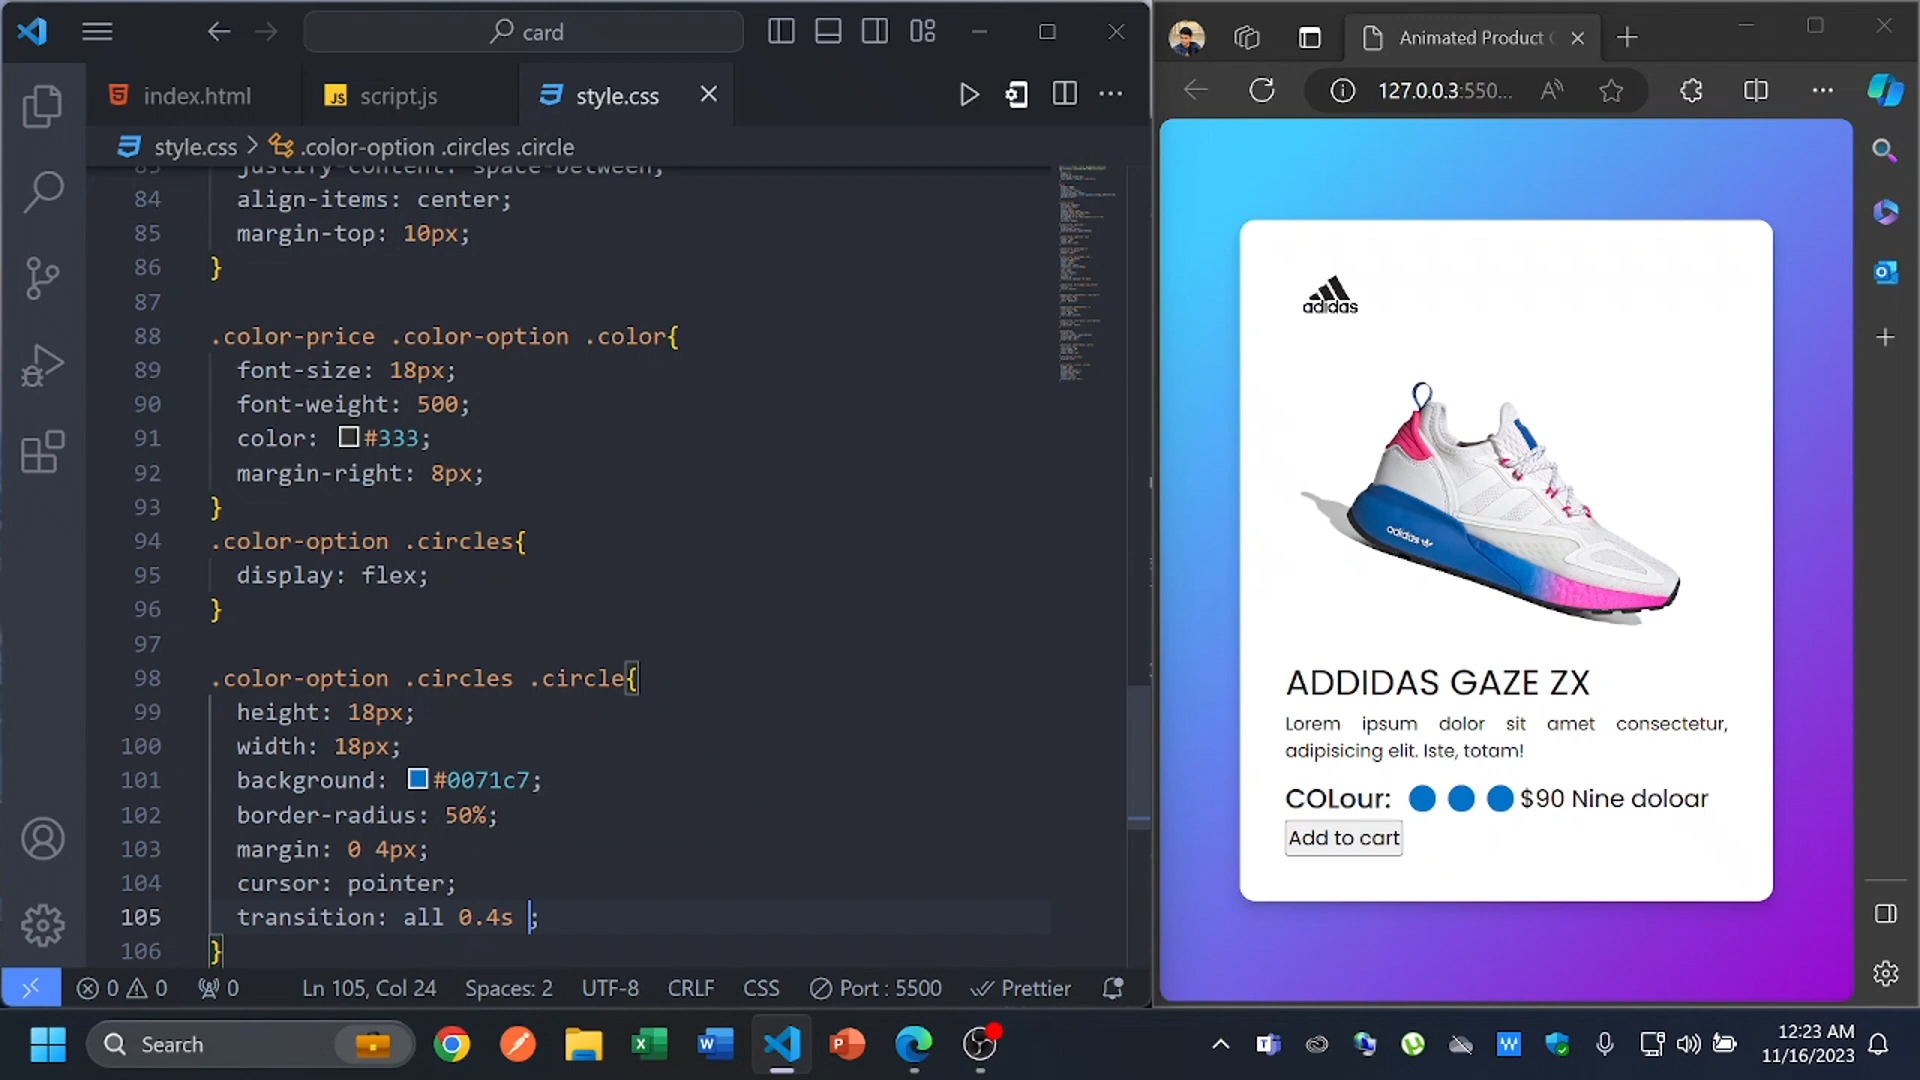 card
index.html
JS script.js
style.css
style.css > .color-option .circles .circle
83 justify-content: space-between;
84 align-items: center;
85 margin-top: 10px;
86 }
87
88 .color-price .color-option .color{
89 font-size: 18px;
90 font-weight: 500;
91 color: #333;
92 margin-right: 8px;
93 }
94 .color-option .circles{
95 display: flex;
96 }
97
98 .color-option .circles .circle{
99 height: 18px;
100 width: 18px;
101 background: #0071c7;
102 border-radius: 50%;
103 margin: 0 4px;
104 cursor: pointer;
105 transition: all 0.4s ;
106 }
0 0 0
Ln 105, Col 24
Spaces: 2
UTF-8
CRLF
CSS
Port : 5500
Prettier
Animated Product
127.0.0.3:550...
adidas
adidas
ADDIDAS GAZE ZX
Lorem ipsum dolor sit amet consectetur,
adipisicing elit. Iste, totam!
COLour: $90 Nine doloar
Add to cart
Search
12:23 AM
11/16/2023